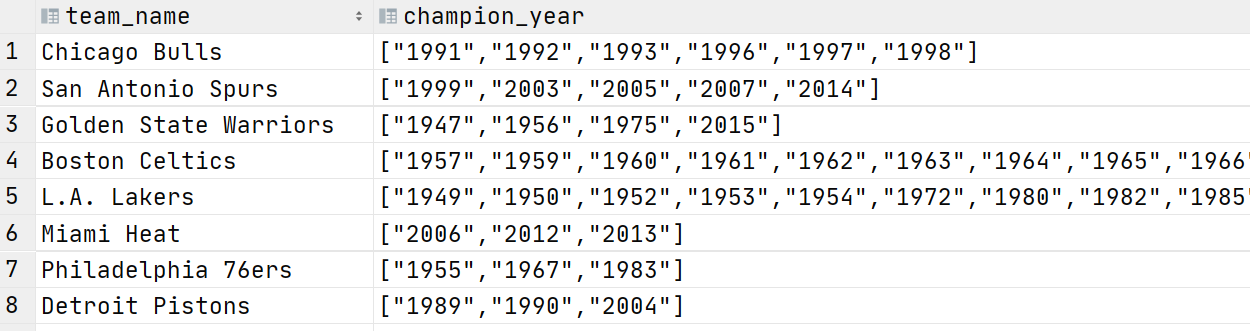 team_name champion_year
1 Chicago Bulls ["1991","1992","1993","1996","1997","1998"]
2 San Antonio Spurs ["1999","2003","2005","2007","2014"]
3 Golden State Warriors ["1947","1956","1975","2015"]
4 Boston Celtics ["1957","1959","1960","1961","1962","1963","1964","1965","1966"
5 L.A. Lakers ["1949","1950","1952","1953","1954","1972","1980","1982","1985"
6 Miami Heat ["2006","2012","2013"]
7 Philadelphia 76ers ["1955","1967","1983"]
8 Detroit Pistons ["1989","1990","2004"]